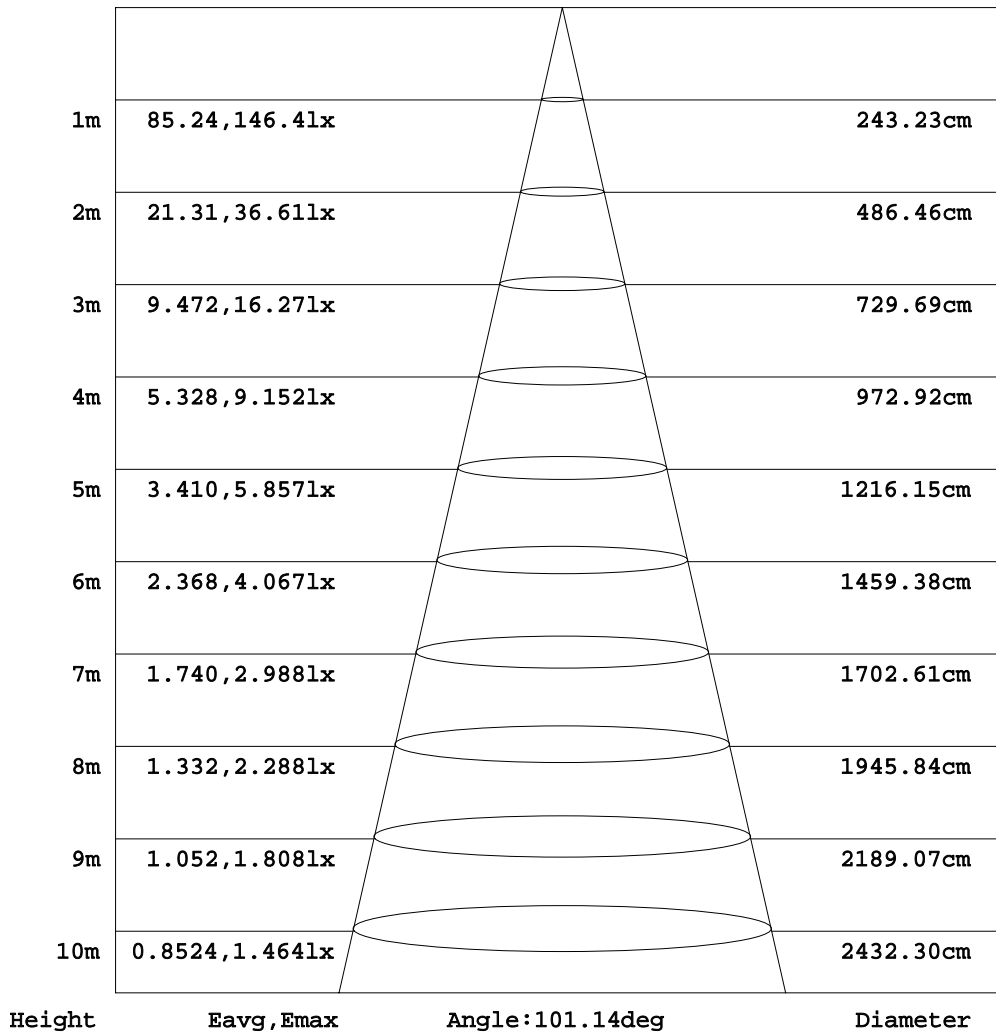 1m 85.24,146.4lx 243.23cm
2m 21.31,36.61lx 486.46cm
3m 9.472,16.27lx 729.69cm
4m 5.328,9.152lx 972.92cm
5m 3.410,5.857lx 1216.15cm
6m 2.368,4.067lx 1459.38cm
7m 1.740,2.988lx 1702.61cm
8m 1.332,2.288lx 1945.84cm
9m 1.052,1.808lx 2189.07cm
10m 0.8524,1.464lx 2432.30cm
Height Eavg,Emax Angle:101.14deg Diameter